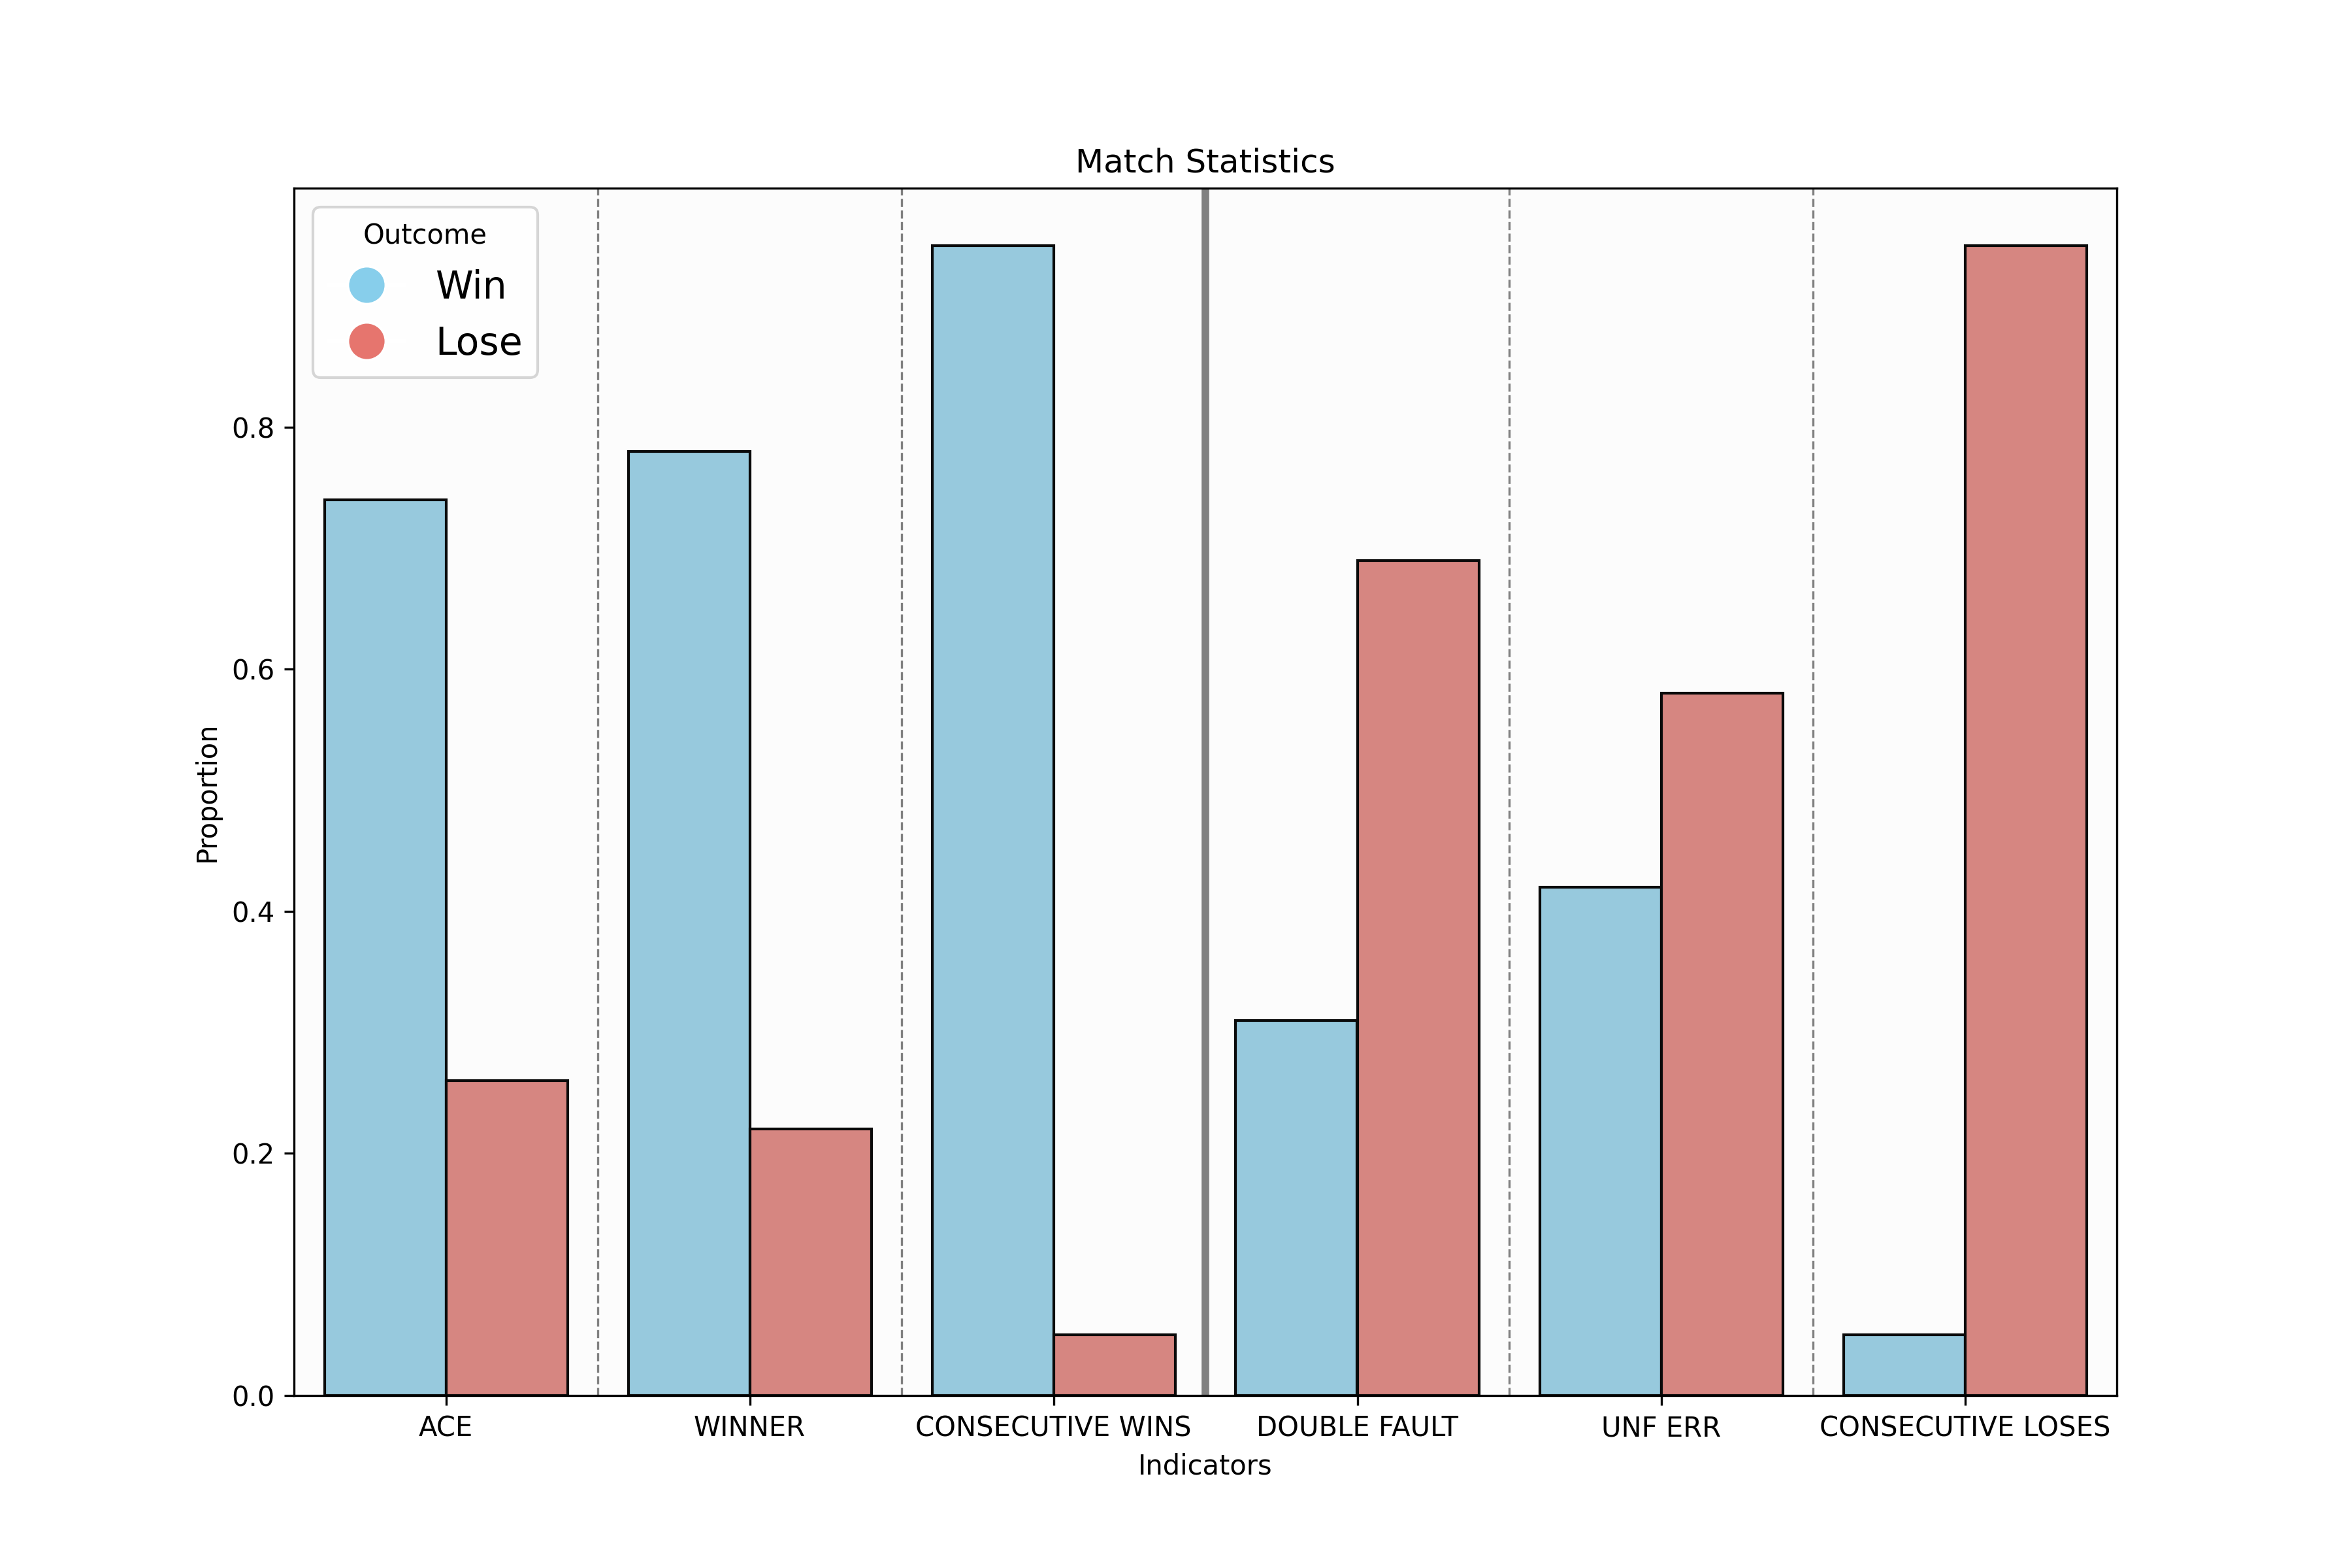 Match Statistics
Outcome
Win
Lose
0.8
0.6
0.4
0.2
0.0
Proportion
ACE
WINNER
CONSECUTIVE WINS
DOUBLE FAULT
UNF ERR
CONSECUTIVE LOSES
Indicators